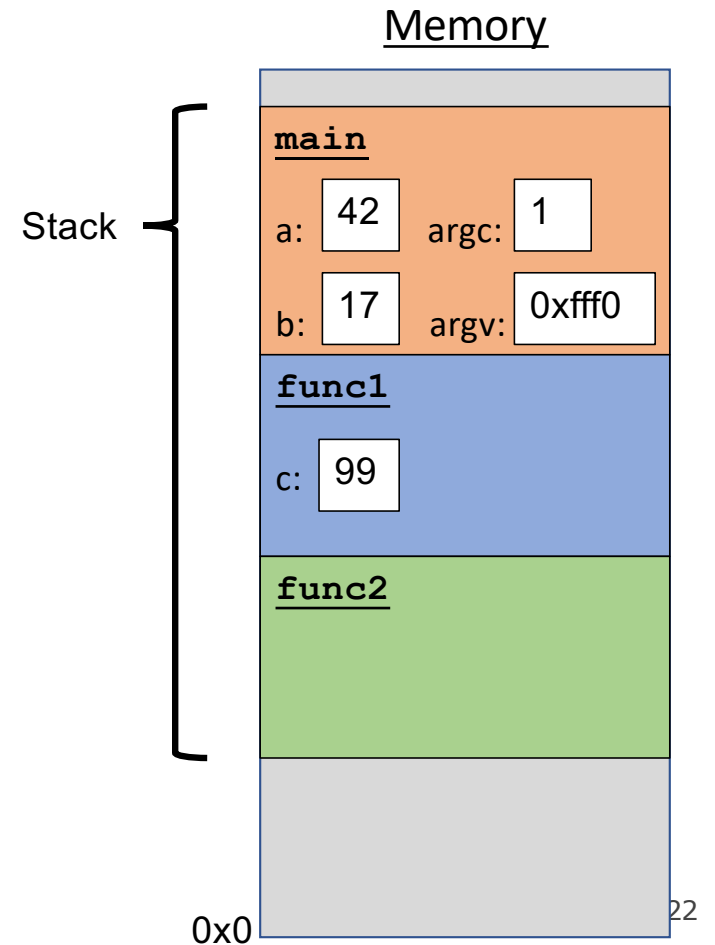 Memory
main
a: 42 argc: 1
Stack
b: 17 argv: 0xfff0
func1
c: 99
func2
22
0x0